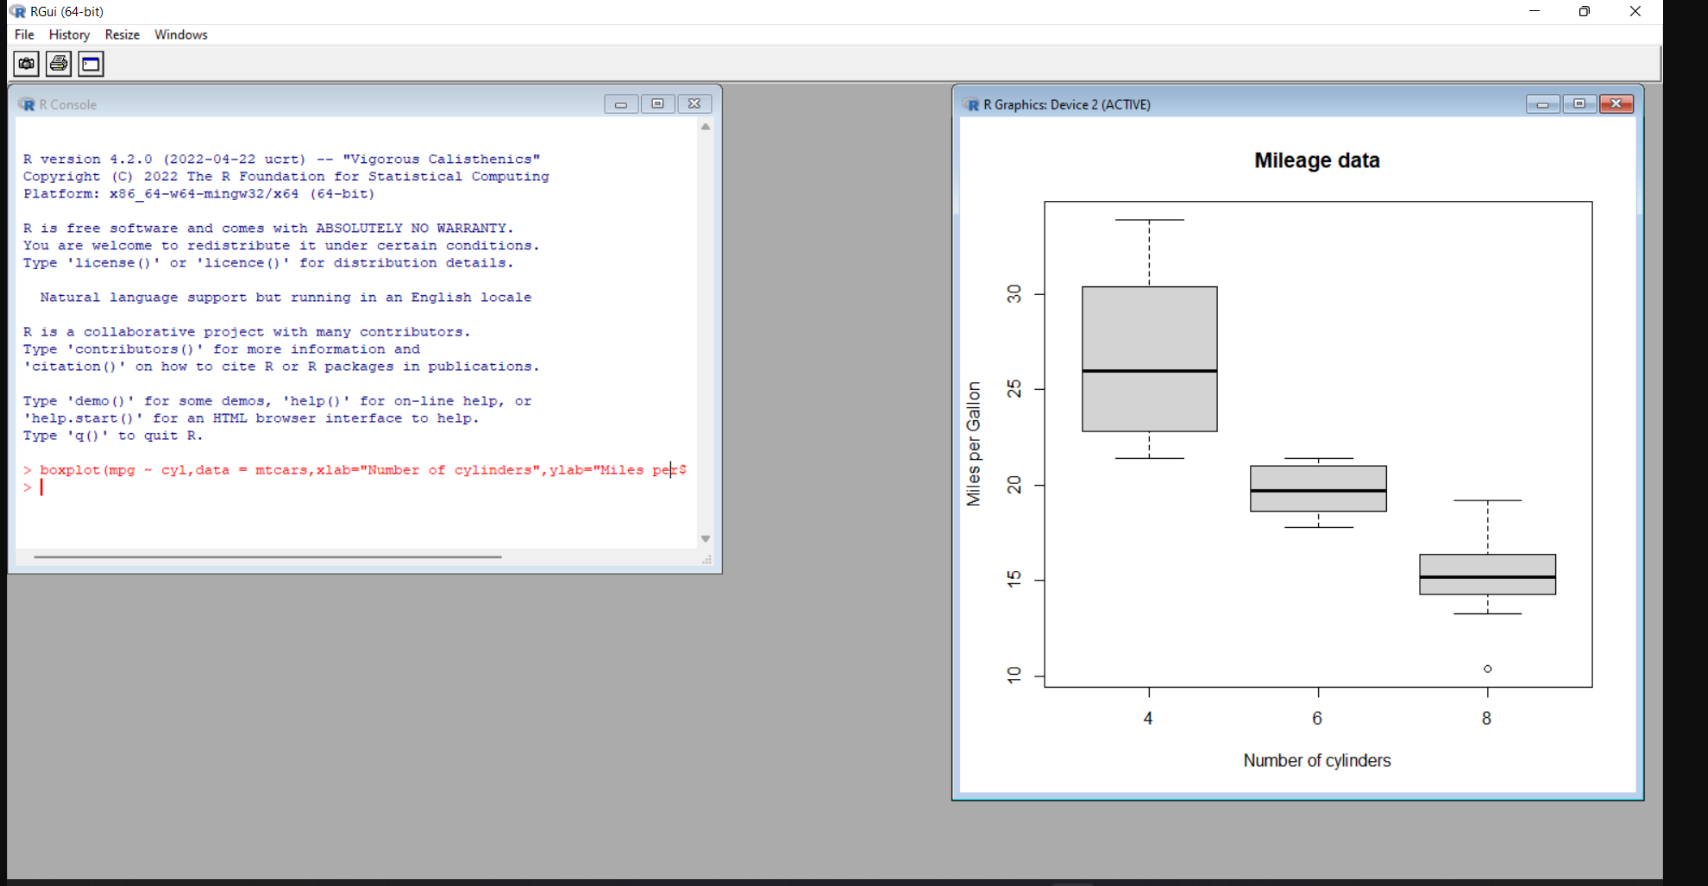 RGui (64-bit)
File History Resize Windows
R Console
R version 4.2.0 (2022-04-22 ucrt) -- "Vigorous Calisthenics"
Copyright (C) 2022 The R Foundation for Statistical Computing
Platform: x86_64-w64-mingw32/x64 (64-bit)
R is free software and comes with ABSOLUTELY NO WARRANTY.
You are welcome to redistribute it under certain conditions.
Type 'license()' or 'licence()' for distribution details.
Natural language support but running in an English locale
R is a collaborative project with many contributors.
Type 'contributors()' for more information and
'citation()' on how to cite R or R packages in publications.
Type 'demo()' for some demos, 'help()' for on-line help, or
'help.start()' for an HTML browser interface to help.
Type 'q()' to quit R.
> boxplot(mpg ~ cyl,data = mtcars,xlab="Number of cylinders",ylab="Miles per$
>
R Graphics: Device 2 (ACTIVE)
Mileage data
Miles per Gallon
30
25
20
15
10
4 6 8
Number of cylinders